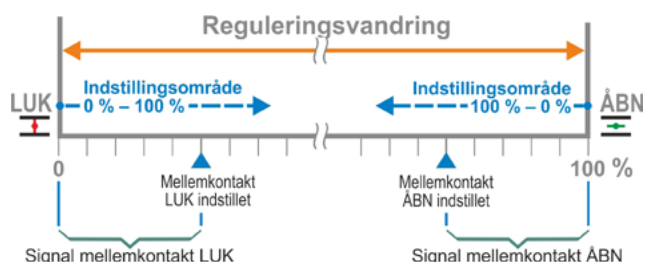 Reguleringsvandring
Indstillingsområde
0 % – 100 %
Indstillingsområde
100 % – 0 %
LUK
ÅBN
0
100 %
Mellemkontakt
LUK indstillet
Mellemkontakt
ÅBN indstillet
Signal mellemkontakt LUK
Signal mellemkontakt ÅBN